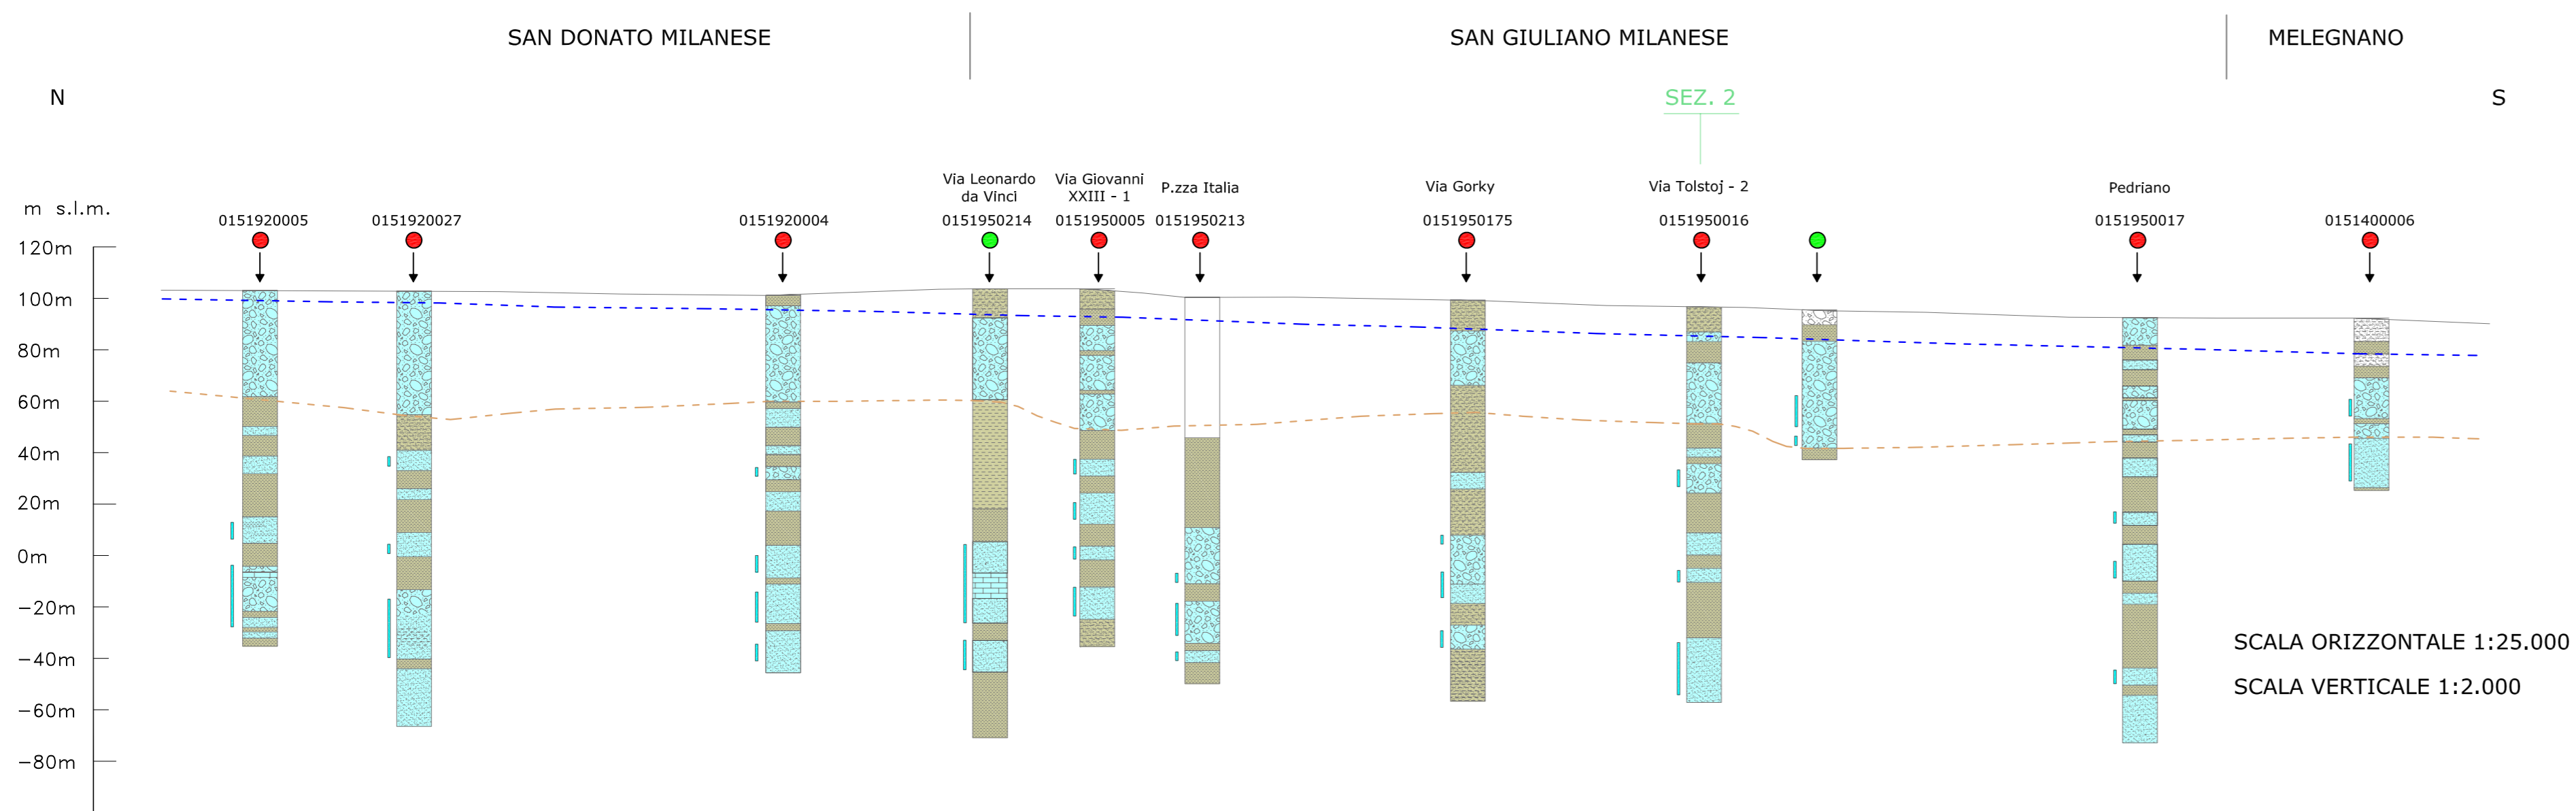 SAN DONATO MILANESE
SAN GIULIANO MILANESE
MELEGNANO
N
SEZ. 2
S
Via Leonardo
da Vinci
Via Giovanni
XXIII - 1
P.zza Italia
Via Gorky
Via Tolstoj - 2
Pedriano
m s.l.m.
0151920005
0151920027
0151920004
0151950214
0151950005
0151950213
0151950175
0151950016
0151950017
0151400006
120m
100m
80m
60m
40m
20m
0m
−20m
−40m
−60m
−80m
SCALA ORIZZONTALE 1:25.000
SCALA VERTICALE 1:2.000